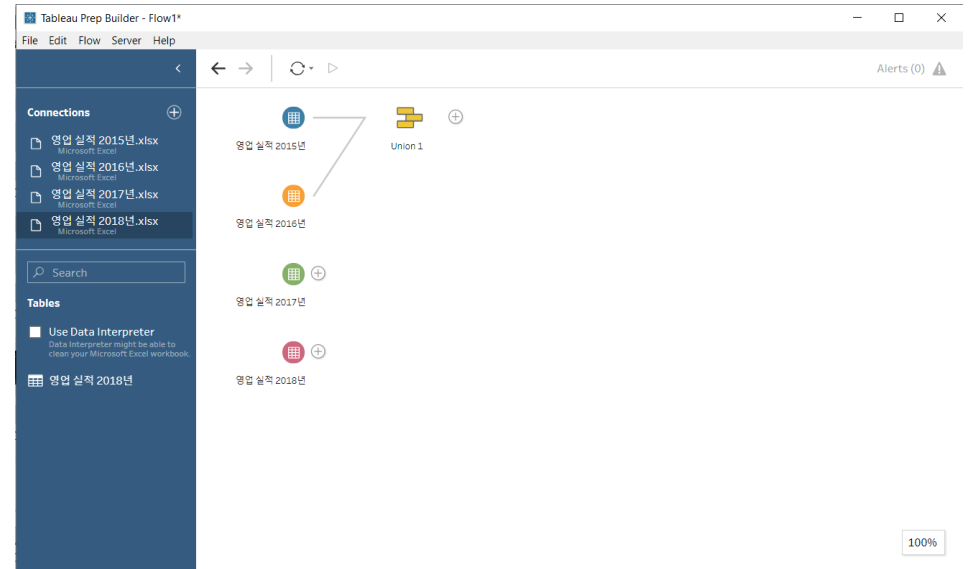 Tableau Prep Builder - Flow1*
File Edit Flow Server Help
Alerts (0)
Connections
영업 실적 2015년.xlsx
Microsoft Excel
영업 실적 2016년.xlsx
Microsoft Excel
영업 실적 2017년.xlsx
Microsoft Excel
영업 실적 2018년.xlsx
Microsoft Excel
Search
Tables
Use Data Interpreter
Data Interpreter might be able to
clean your Microsoft Excel workbook.
영업 실적 2018년
영업 실적 2015년
Union 1
영업 실적 2016년
영업 실적 2017년
영업 실적 2018년
100%